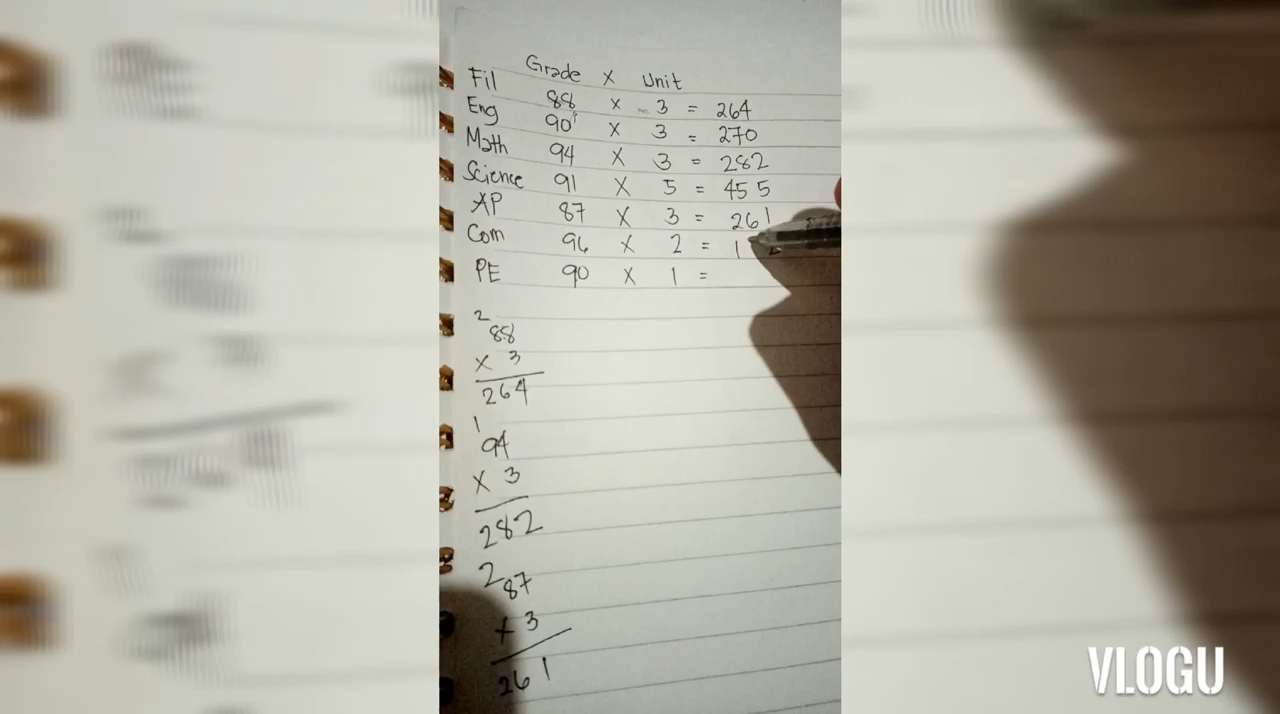 Grade X Unit
Fil 88 X 3 = 264
Eng 90 X 3 = 270
Math 94 X 3 = 282
Science 91 X 5 = 455
AP 87 X 3 = 261
Com 96 X 2 = 1
PE 90 X 1 =
2
88
X 3
264
1
94
X 3
282
2
87
X 3
261
VLOGU